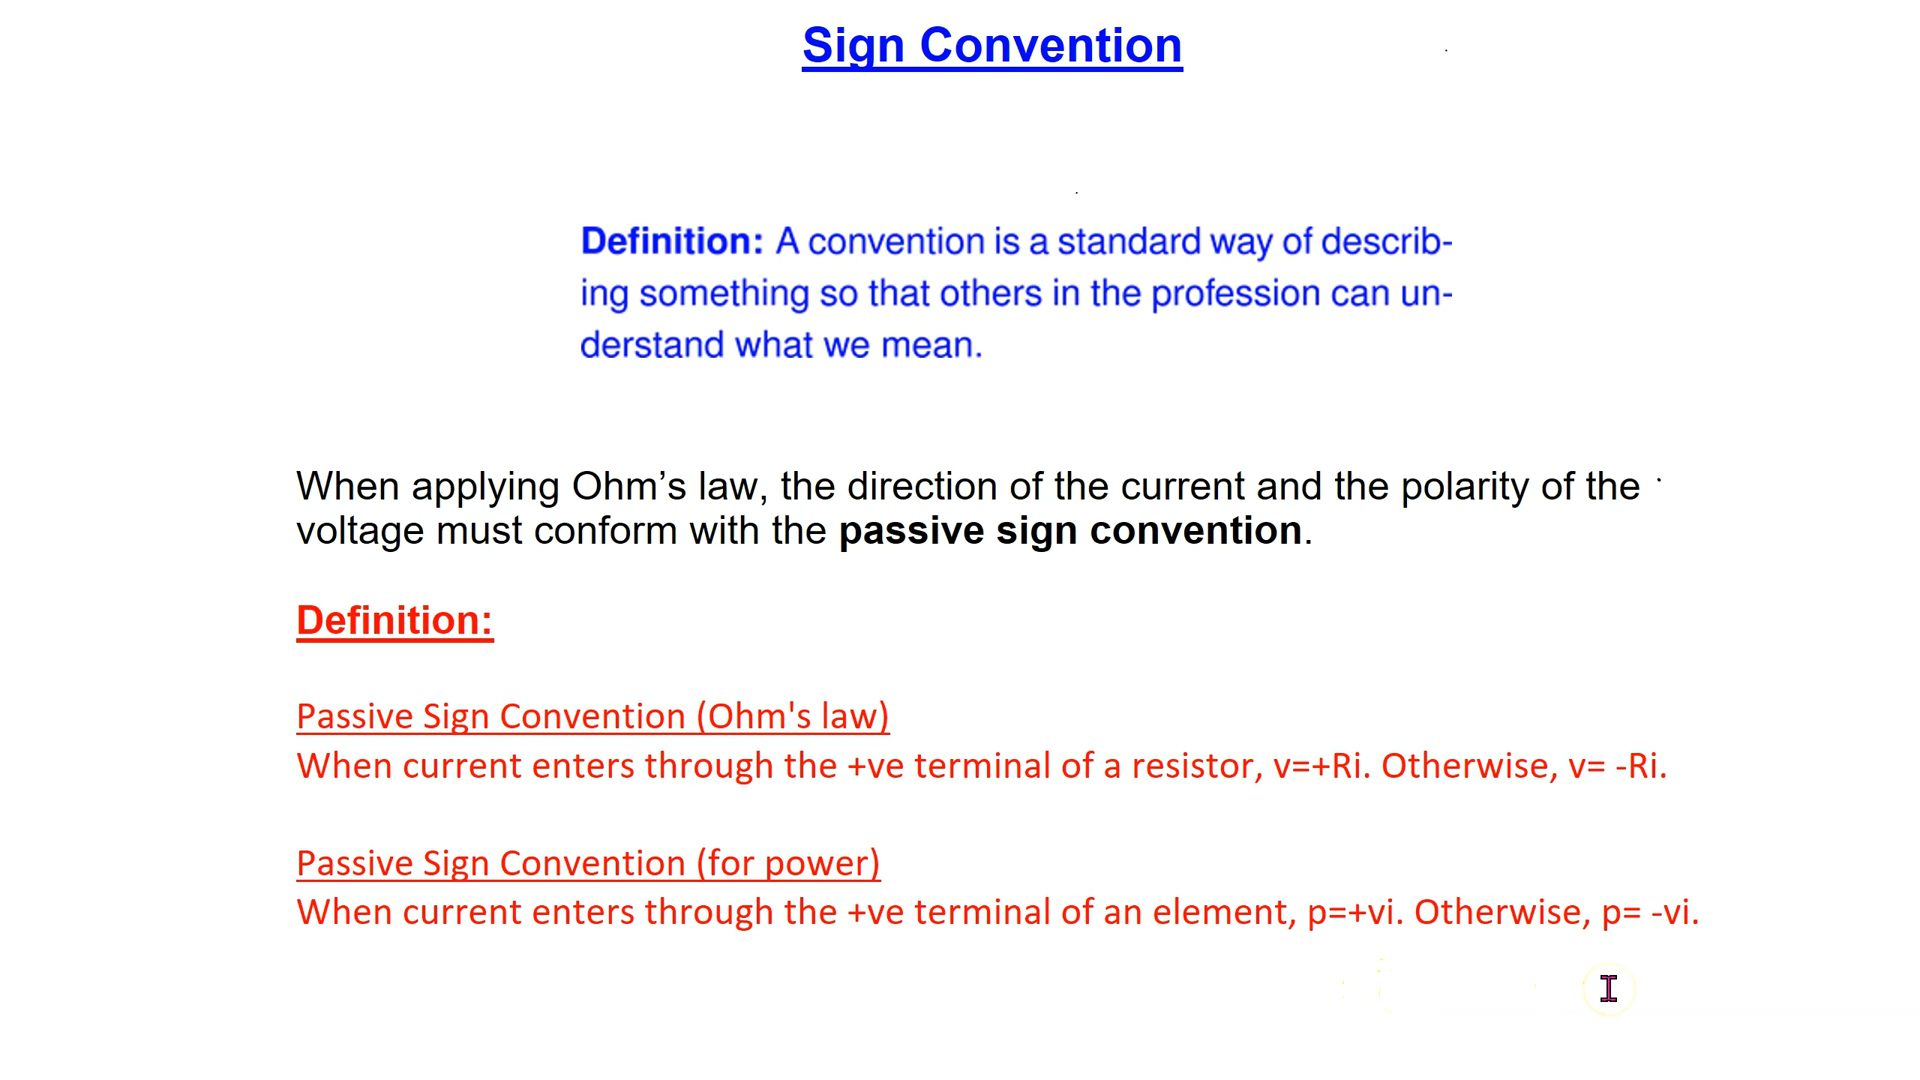 Sign Convention
Definition: A convention is a standard way of describ-
ing something so that others in the profession can un-
derstand what we mean.
When applying Ohm’s law, the direction of the current and the polarity of the
voltage must conform with the passive sign convention.
Definition:
Passive Sign Convention (Ohm's law)
When current enters through the +ve terminal of a resistor, v=+Ri. Otherwise, v= -Ri.
Passive Sign Convention (for power)
When current enters through the +ve terminal of an element, p=+vi. Otherwise, p= -vi.